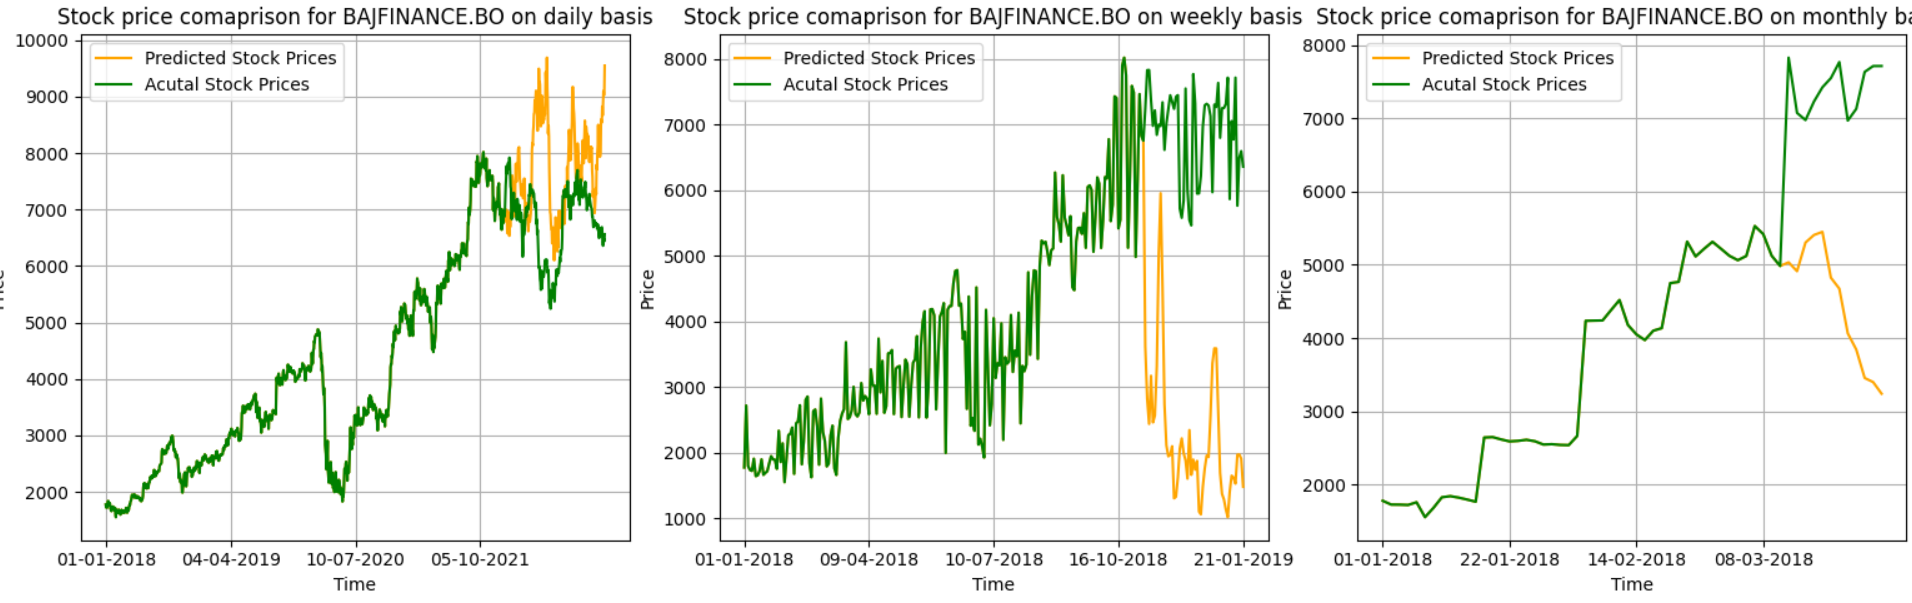 Stock price comaprison for BAJFINANCE.BO on daily basis
Predicted Stock Prices
Acutal Stock Prices
10000
9000
8000
7000
6000
5000
4000
3000
2000
01-01-2018
04-04-2019
10-07-2020
05-10-2021
Time
Stock price comaprison for BAJFINANCE.BO on weekly basis
Predicted Stock Prices
Acutal Stock Prices
8000
7000
6000
5000
4000
3000
2000
1000
Price
01-01-2018
09-04-2018
10-07-2018
16-10-2018
21-01-2019
Time
Stock price comaprison for BAJFINANCE.BO on monthly ba
Predicted Stock Prices
Acutal Stock Prices
8000
7000
6000
5000
4000
3000
2000
Price
01-01-2018
22-01-2018
14-02-2018
08-03-2018
Time